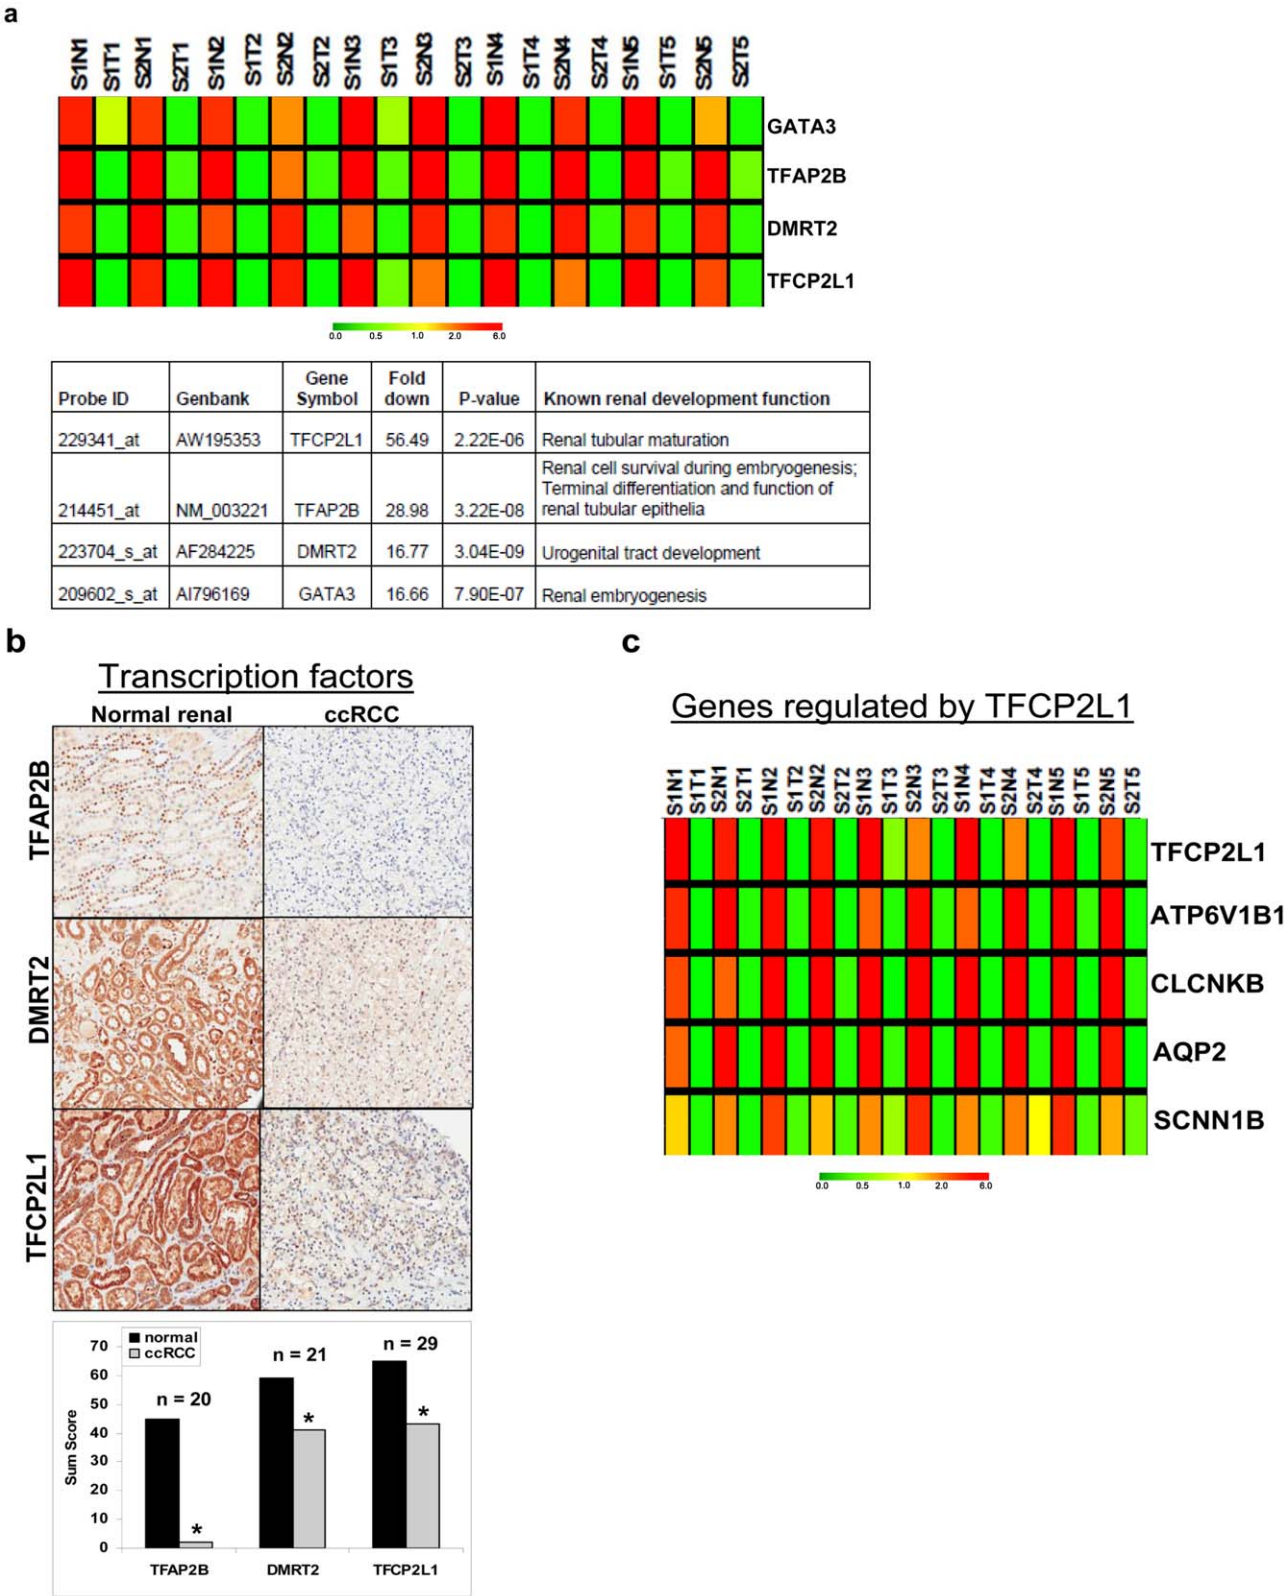 a
S1N1 S1T1 S2N1 S2T1 S1N2 S1T2 S2N2 S2T2 S1N3 S1T3 S2N3 S2T3 S1N4 S1T4 S2N4 S2T4 S1N5 S1T5 S2N5 S2T5
GATA3
TFAP2B
DMRT2
TFCP2L1
0.0 0.5 1.0 2.0 6.0
Probe ID Genbank Gene Symbol Fold down P-value Known renal development function
229341_at AW195353 TFCP2L1 56.49 2.22E-06 Renal tubular maturation
214451_at NM_003221 TFAP2B 28.98 3.22E-08 Renal cell survival during embryogenesis;
Terminal differentiation and function of
renal tubular epithelia
223704_s_at AF284225 DMRT2 16.77 3.04E-09 Urogenital tract development
209602_s_at AI796169 GATA3 16.66 7.90E-07 Renal embryogenesis
b
Transcription factors
Normal renal ccRCC
TFAP2B
DMRT2
TFCP2L1
normal
ccRCC
n = 20
n = 21
n = 29
* * *
Sum Score
70
60
50
40
30
20
10
0
TFAP2B DMRT2 TFCP2L1
c
Genes regulated by TFCP2L1
S1N1 S1T1 S2N1 S2T1 S1N2 S1T2 S2N2 S2T2 S1N3 S1T3 S2N3 S2T3 S1N4 S1T4 S2N4 S2T4 S1N5 S1T5 S2N5 S2T5
TFCP2L1
ATP6V1B1
CLCNKB
AQP2
SCNN1B
0.0 0.5 1.0 2.0 6.0